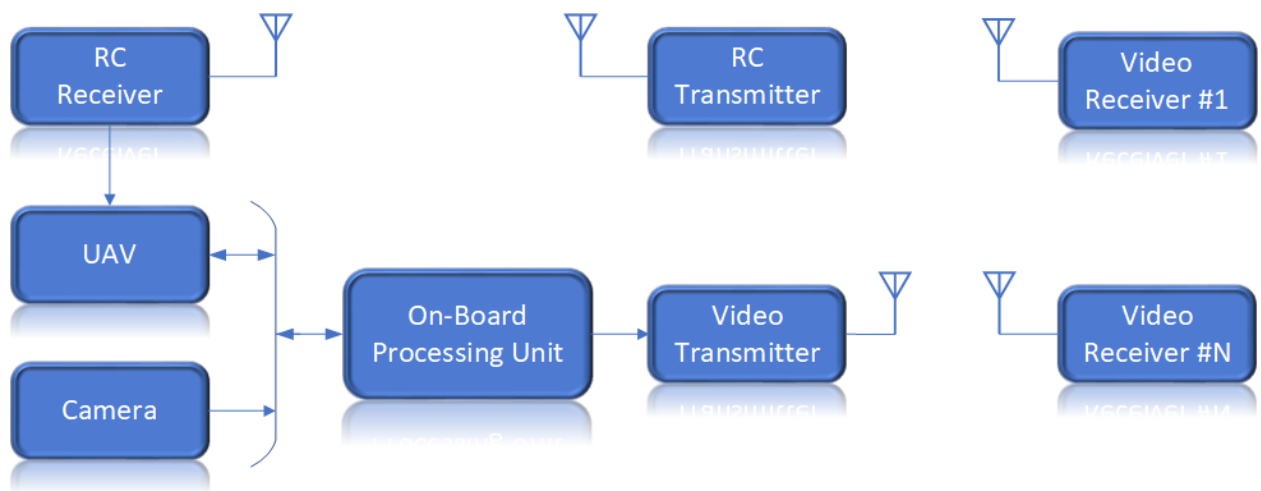 RC
Receiver
RC
Transmitter
Video
Receiver #1
UAV
On-Board
Processing Unit
Video
Transmitter
Video
Receiver #N
Camera